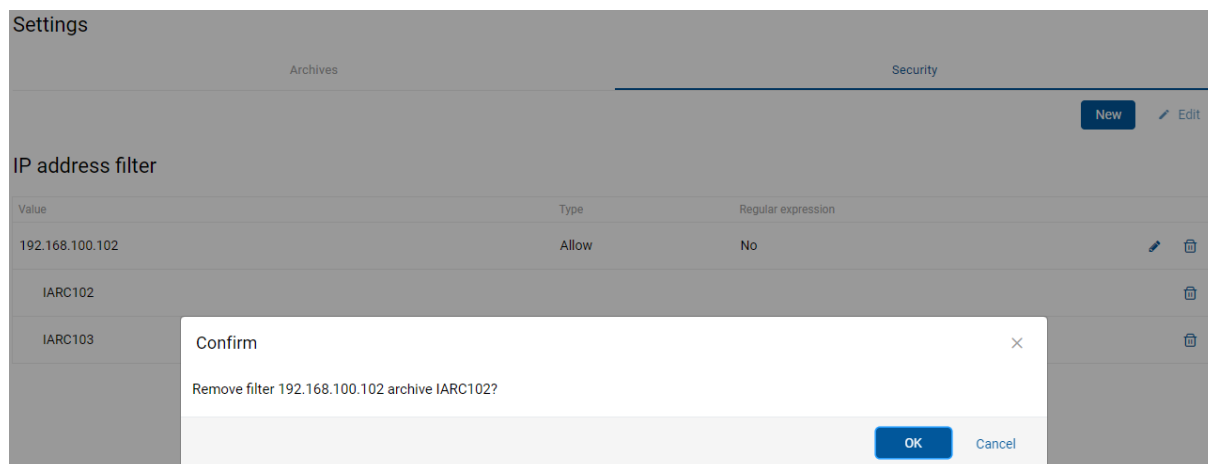 Settings
Archives Security
New Edit
IP address filter
Value Type Regular expression
192.168.100.102 Allow No
IARC102
IARC103
Confirm
Remove filter 192.168.100.102 archive IARC102?
OK Cancel